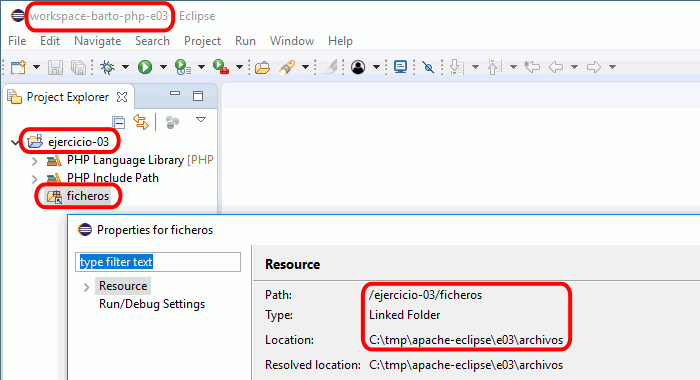 workspace-barto-php-e03 - Eclipse
File Edit Navigate Search Project Run Window Help
Project Explorer
ejercicio-03
PHP Language Library [PHP
PHP Include Path
ficheros
Properties for ficheros
type filter text
Resource
Run/Debug Settings
Resource
Path: /ejercicio-03/ficheros
Type: Linked Folder
Location: C:\tmp\apache-eclipse\e03\archivos
Resolved location: C:\tmp\apache-eclipse\e03\archivos